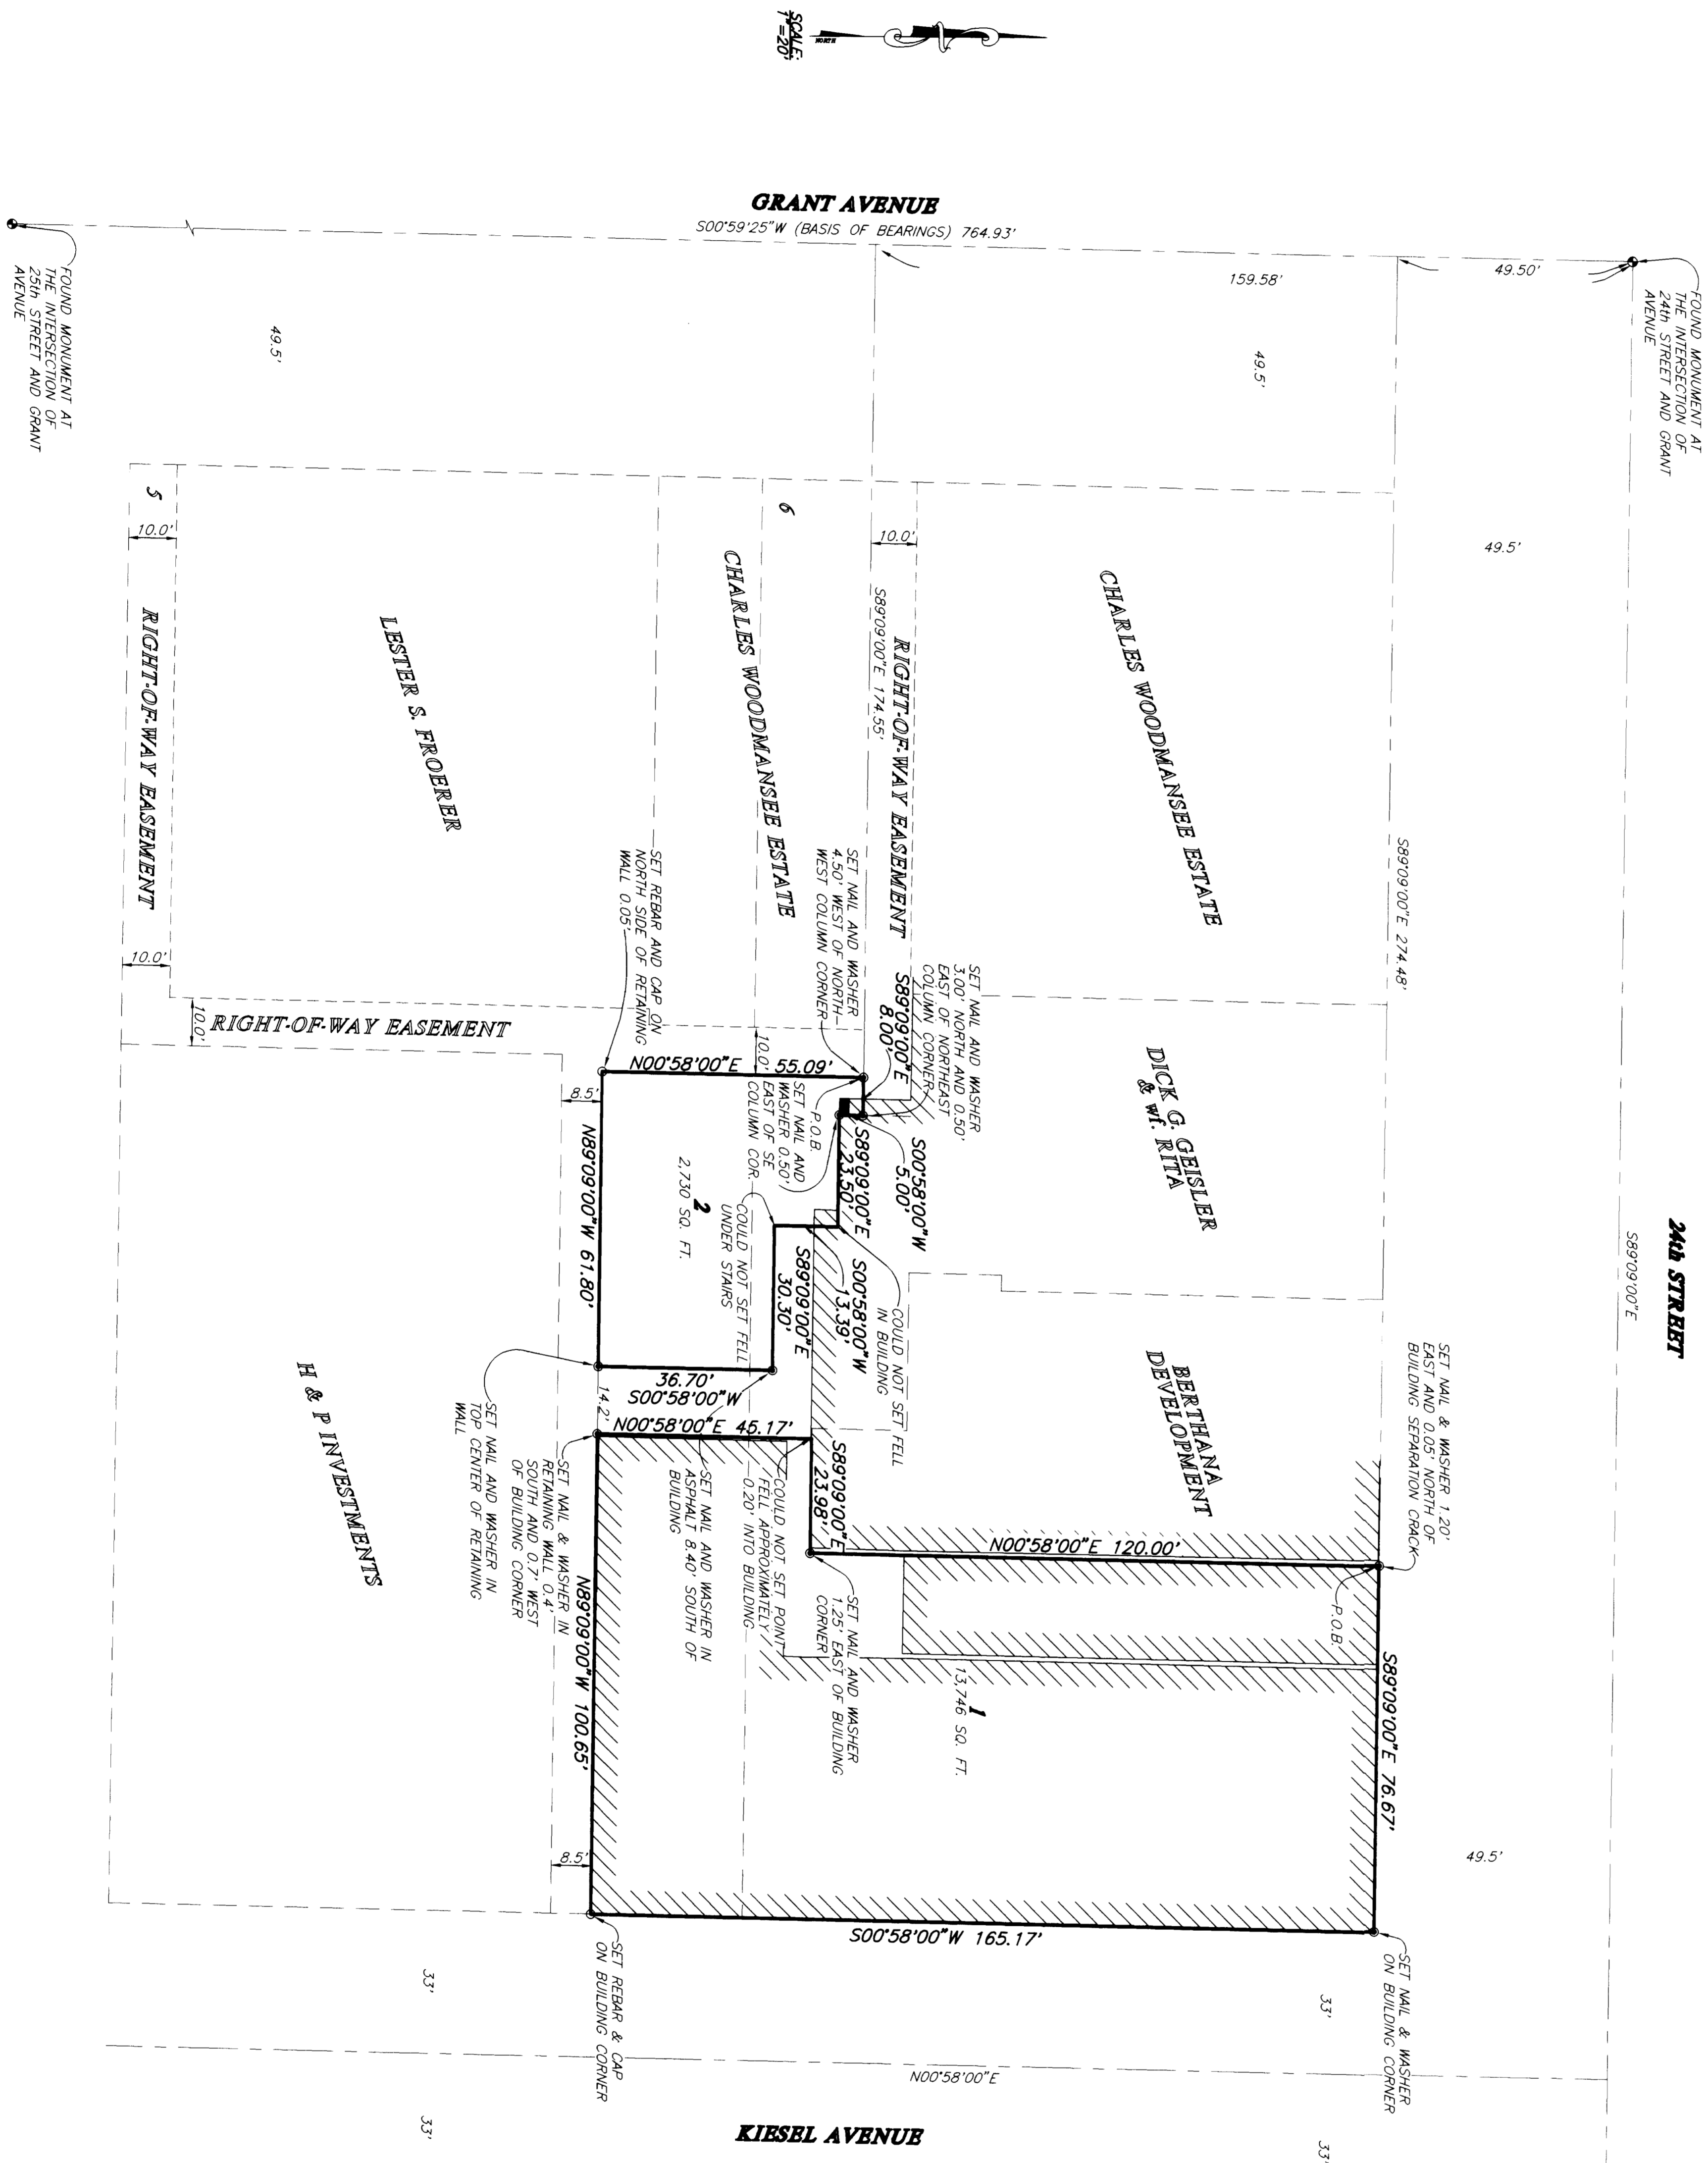 SCALE:
1"=20'
NORTH
GRANT AVENUE
S00°59'25"W (BASIS OF BEARINGS) 764.93'
FOUND MONUMENT AT
THE INTERSECTION OF
25th STREET AND GRANT
AVENUE
FOUND MONUMENT AT
THE INTERSECTION OF
24th STREET AND GRANT
AVENUE
159.58'
49.50'
49.5'
49.5'
49.5'
5
6
10.0'
10.0'
RIGHT-OF-WAY EASEMENT
LESTER S. FROERER
CHARLES WOODMANSEE ESTATE
S89°09'00"E 174.55'
RIGHT-OF-WAY EASEMENT
CHARLES WOODMANSEE ESTATE
S89°09'00"E 274.48'
SET REBAR AND CAP ON
NORTH SIDE OF RETAINING
WALL 0.05'
SET NAIL AND WASHER
4.50' WEST OF NORTH-
WEST COLUMN CORNER
SET NAIL AND WASHER
3.00' NORTH AND 0.50'
EAST OF NORTHEAST
COLUMN CORNER
S89°09'00"E
8.00'
10.0'
10.0'
RIGHT-OF-WAY EASEMENT
10.0'
N00°58'00"E 55.09'
8.5'
P.O.B.
SET NAIL AND
WASHER 0.50'
EAST OF SE
COLUMN COR.
S00°58'00"W
5.00'
S89°09'00"E
23.50'
DICK G. GEISLER
& wf. RITA
24th STREET
S89°09'00"E
N89°09'00"W 61.80'
2
2,730 SQ. FT.
COULD NOT SET FELL
UNDER STAIRS
S89°09'00"E
30.30'
S00°58'00"W
13.39'
COULD NOT SET FELL
IN BUILDING
BERTHANA
DEVELOPMENT
SET NAIL & WASHER 1.20'
EAST AND 0.05' NORTH OF
BUILDING SEPARATION CRACK
H & P INVESTMENTS
36.70'
S00°58'00"W
14.2'
N00°58'00"E 45.17'
SET NAIL AND WASHER IN
TOP CENTER OF RETAINING
WALL
SET NAIL & WASHER IN
RETAINING WALL 0.4'
SOUTH AND 0.7' WEST
OF BUILDING CORNER
SET NAIL AND WASHER IN
ASPHALT 8.40' SOUTH OF
BUILDING
COULD NOT SET POINT
FELL APPROXIMATELY
0.20' INTO BUILDING
S89°09'00"E
23.98'
N00°58'00"E 120.00'
P.O.B.
SET NAIL AND WASHER
1.25' EAST OF BUILDING
CORNER
N89°09'00"W 100.65'
1
13,746 SQ. FT.
S89°09'00"E 76.67'
8.5'
49.5'
S00°58'00"W 165.17'
SET REBAR & CAP
ON BUILDING CORNER
SET NAIL & WASHER
ON BUILDING CORNER
33'
33'
N00°58'00"E
KIESEL AVENUE
33'
33'